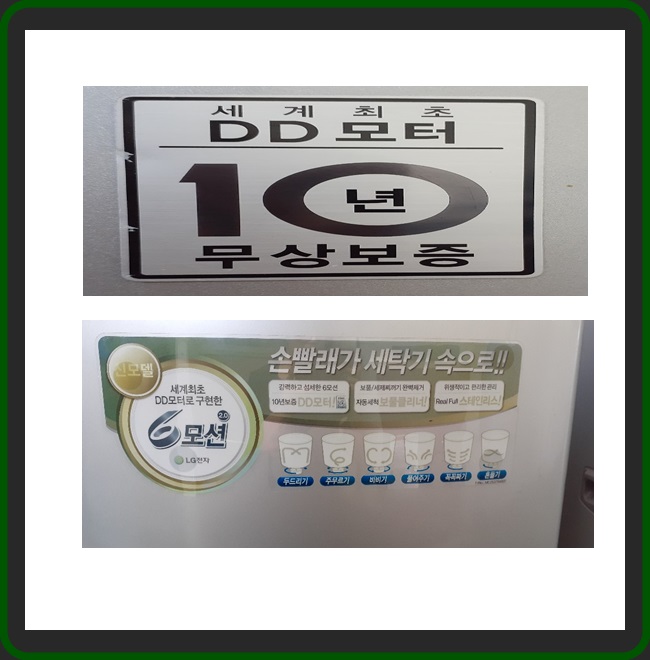 세계최초
DD모터
10년
무상보증
신모델
세계최초
DD모터로 구현한
6모션 2.0
LG전자
손빨래가 세탁기 속으로!!
강력하고 섬세한 6모션
10년보증 DD모터!
보풀/세제찌꺼기 완벽제거
자동세척 보풀클리너!
위생적이고 편리한 관리
Real Full 스테인리스!
두드리기 주무르기 비비기 풀어주기 꼭꼭짜기 흔들기